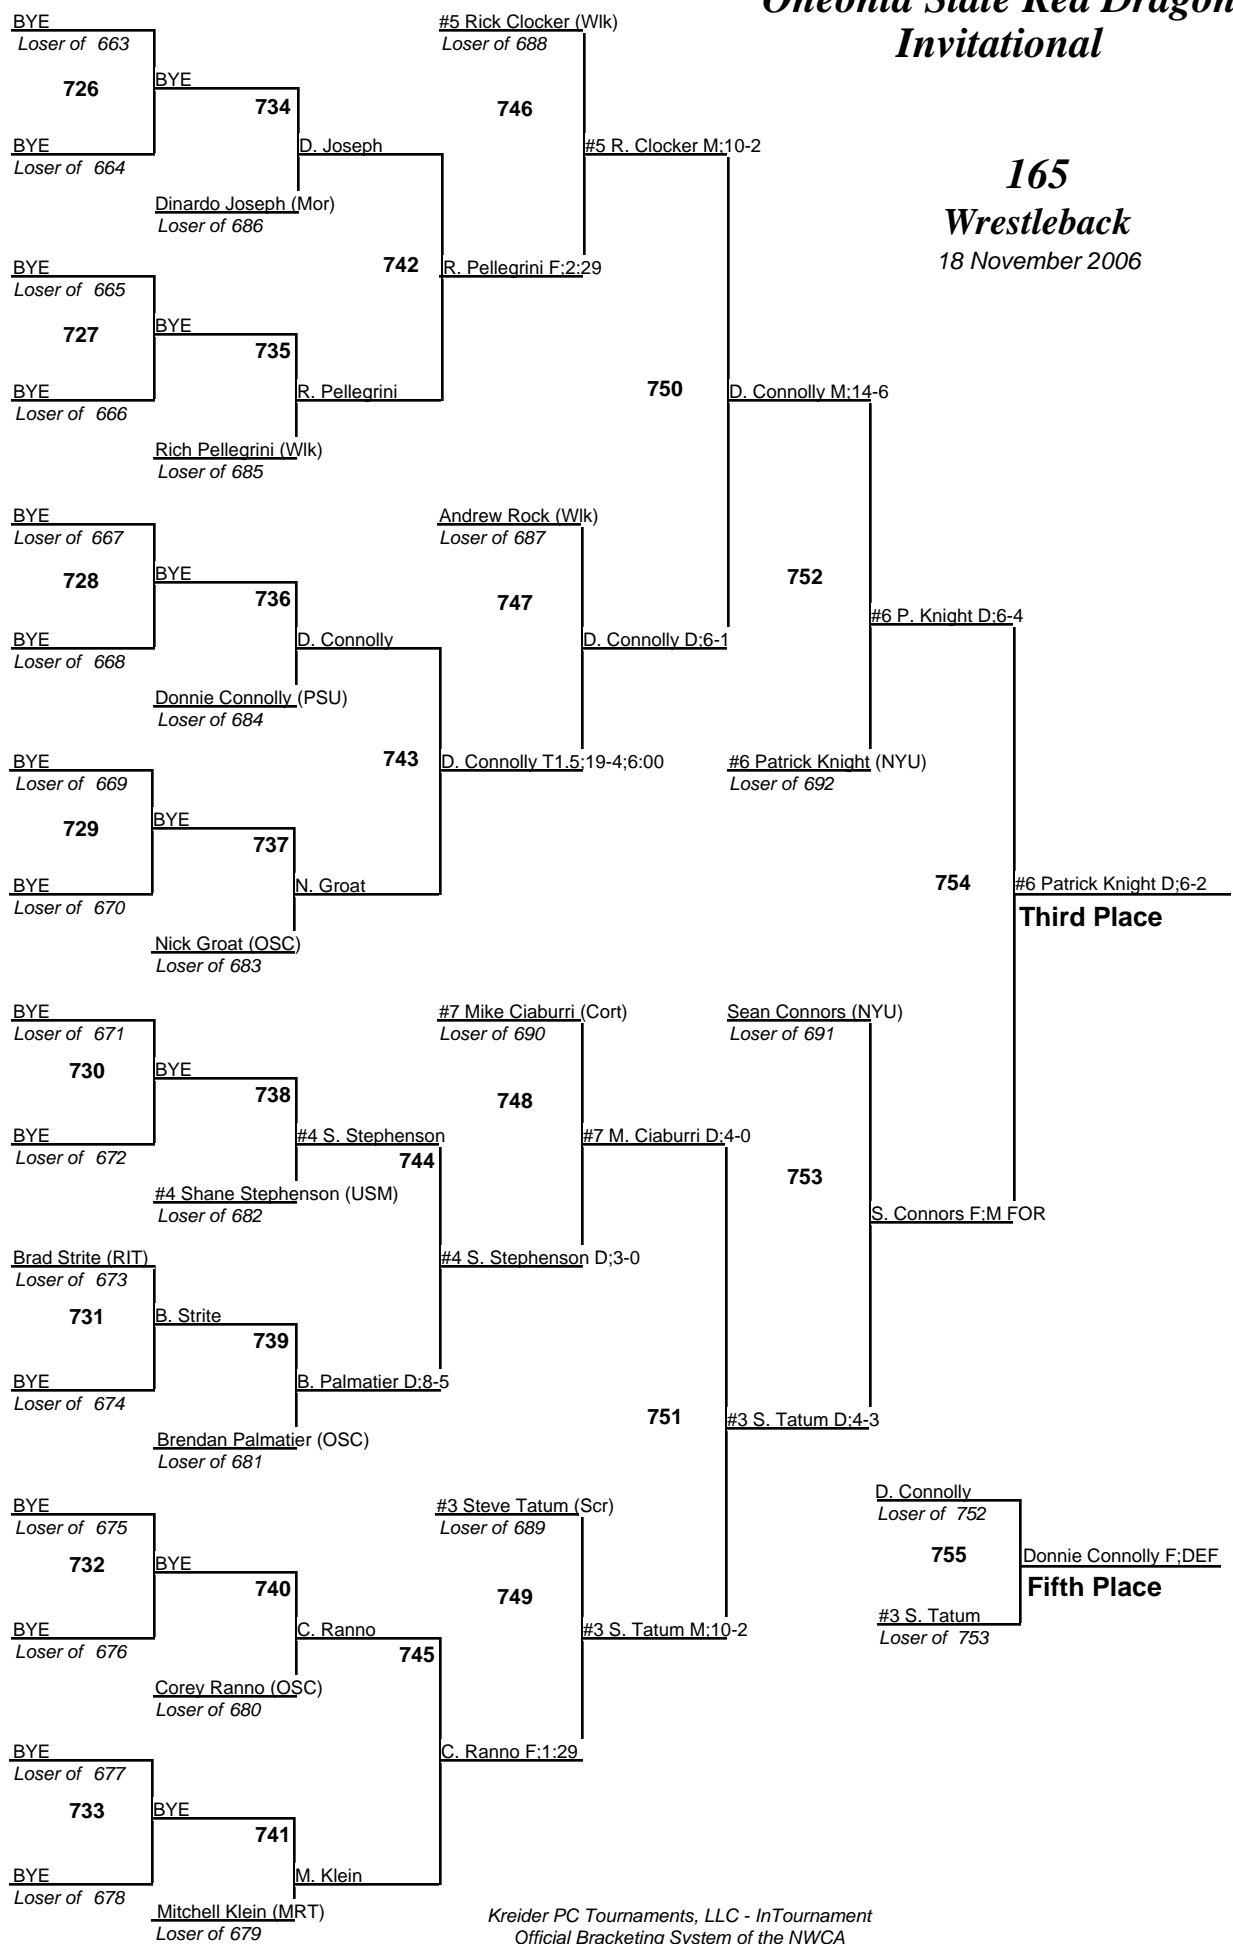 Oneonta State Red Dragon
Invitational
165
Wrestleback
18 November 2006
BYE
Loser of 663
726
BYE
Loser of 664
BYE
734
Dinardo Joseph (Mor)
Loser of 686
D. Joseph
BYE
Loser of 665
727
BYE
Loser of 666
BYE
735
Rich Pellegrini (Wlk)
Loser of 685
R. Pellegrini
742
#5 Rick Clocker (Wlk)
Loser of 688
746
R. Pellegrini F;2:29
#5 R. Clocker M;10-2
BYE
Loser of 667
728
BYE
Loser of 668
BYE
736
Donnie Connolly (PSU)
Loser of 684
D. Connolly
BYE
Loser of 669
729
BYE
Loser of 670
BYE
737
Nick Groat (OSC)
Loser of 683
N. Groat
743
Andrew Rock (Wlk)
Loser of 687
747
D. Connolly T1.5;19-4;6:00
D. Connolly D;6-1
750
D. Connolly M;14-6
752
#6 Patrick Knight (NYU)
Loser of 692
#6 P. Knight D;6-4
754
#6 Patrick Knight D;6-2
Third Place
BYE
Loser of 671
730
BYE
Loser of 672
BYE
738
#4 Shane Stephenson (USM)
Loser of 682
#4 S. Stephenson
744
Brad Strite (RIT)
Loser of 673
731
BYE
Loser of 674
B. Strite
739
Brendan Palmatier (OSC)
Loser of 681
B. Palmatier D;8-5
#7 Mike Ciaburri (Cort)
Loser of 690
748
#4 S. Stephenson D;3-0
#7 M. Ciaburri D;4-0
Sean Connors (NYU)
Loser of 691
753
S. Connors F;M FOR
751
#3 S. Tatum D;4-3
BYE
Loser of 675
732
BYE
Loser of 676
BYE
740
Corey Ranno (OSC)
Loser of 680
C. Ranno
745
BYE
Loser of 677
733
BYE
Loser of 678
BYE
741
Mitchell Klein (MRT)
Loser of 679
M. Klein
#3 Steve Tatum (Scr)
Loser of 689
749
C. Ranno F;1:29
#3 S. Tatum M;10-2
D. Connolly
Loser of 752
755
#3 S. Tatum
Loser of 753
Donnie Connolly F;DEF
Fifth Place
Kreider PC Tournaments, LLC - InTournament
Official Bracketing System of the NWCA